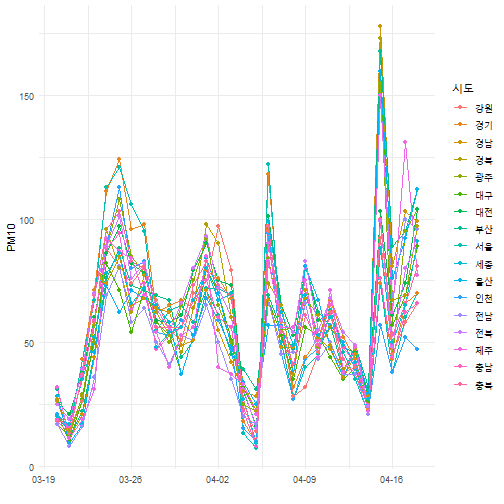 PM10
150
100
50
0
03-19
03-26
04-02
04-09
04-16
시도
강원
경기
경남
경북
광주
대구
대전
부산
서울
세종
울산
인천
전남
전북
제주
충남
충북